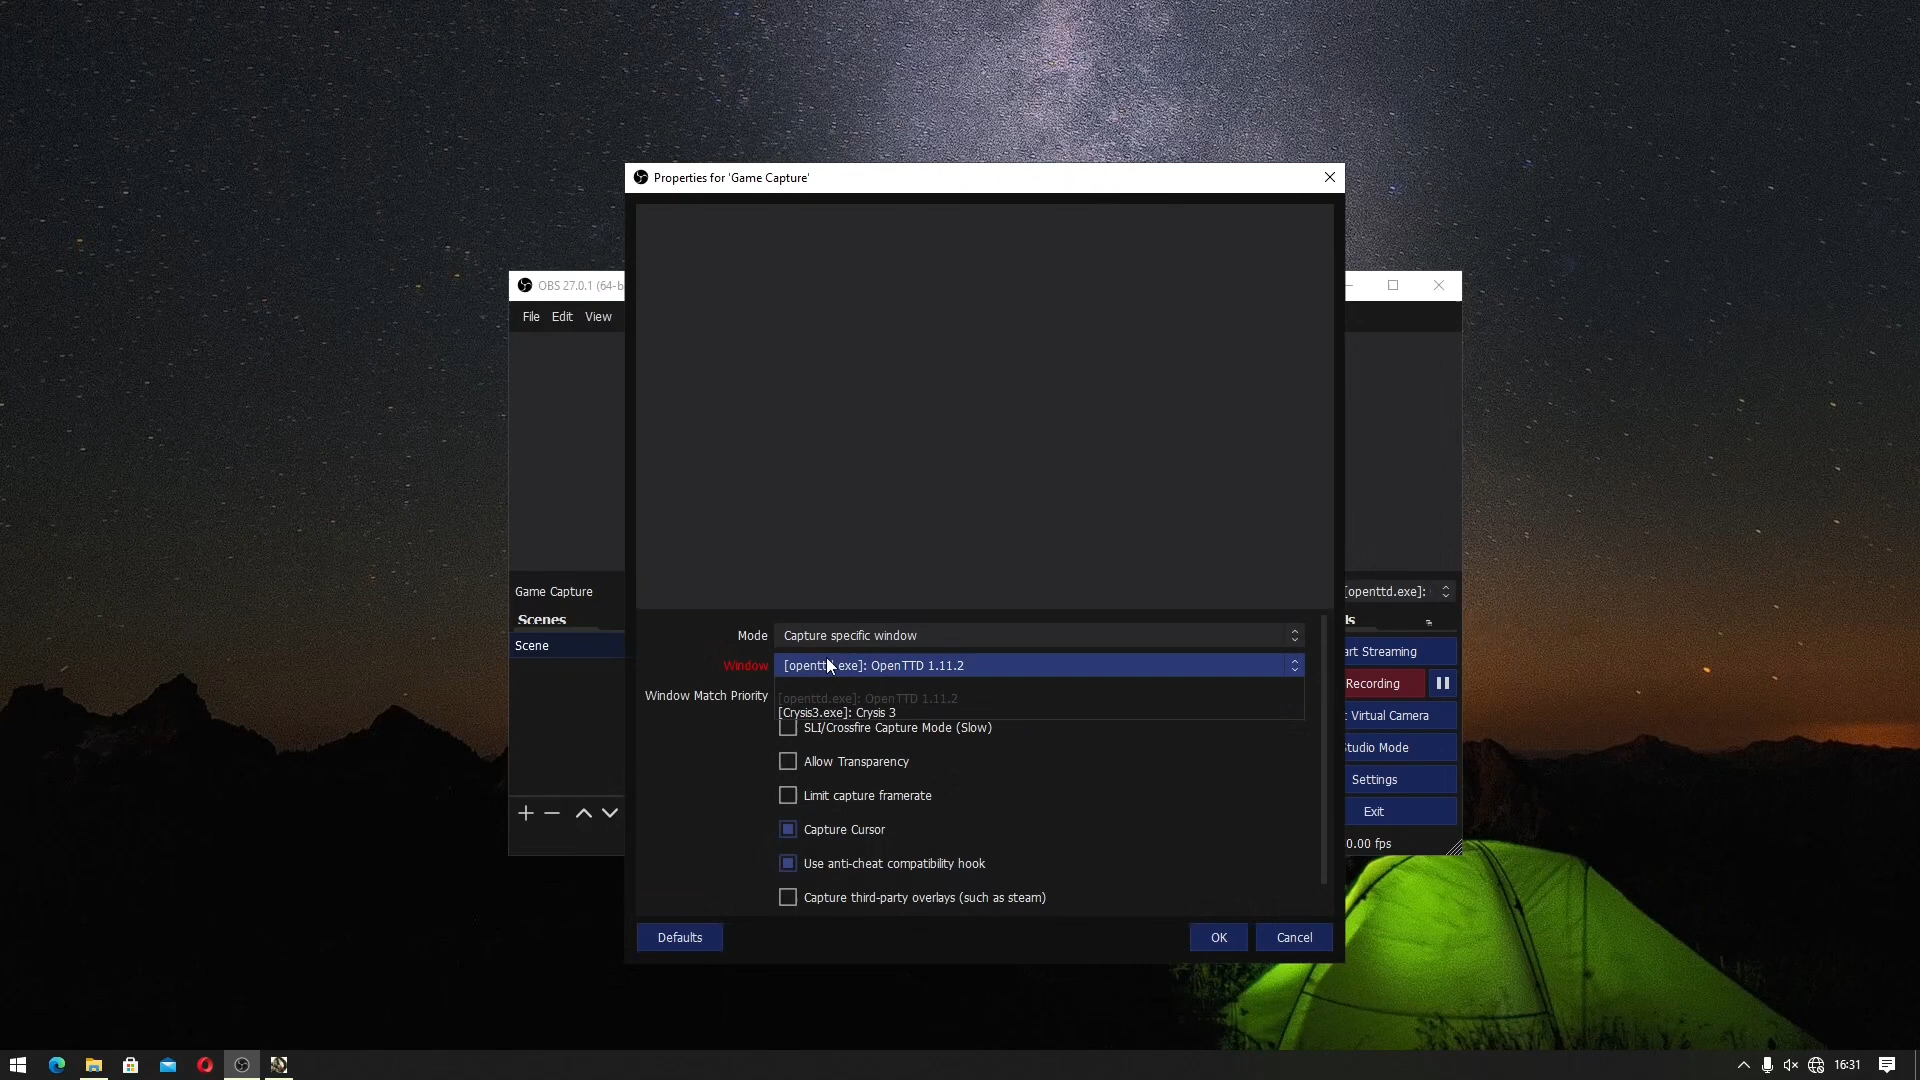 Properties for 'Game Capture'
OBS 27.0.1 (64-b
File Edit View
Game Capture
[openttd.exe]:
Scenes
ls
Scene
Mode
Capture specific window
Window
[openttd.exe]: OpenTTD 1.11.2
Window Match Priority
[openttd.exe]: OpenTTD 1.11.2
[Crysis3.exe]: Crysis 3
SLI/Crossfire Capture Mode (Slow)
Allow Transparency
Limit capture framerate
Capture Cursor
Use anti-cheat compatibility hook
Capture third-party overlays (such as steam)
art Streaming
Recording
t Virtual Camera
Studio Mode
Settings
Exit
0.00 fps
Defaults
OK
Cancel
16:31